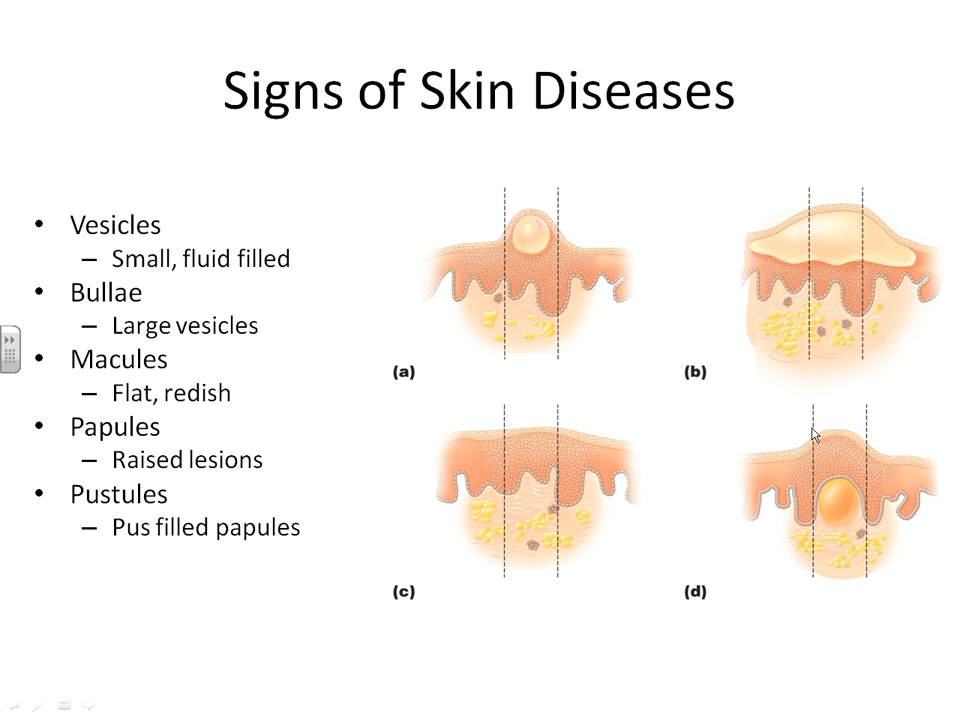 Signs of Skin Diseases
• Vesicles
– Small, fluid filled
• Bullae
– Large vesicles
• Macules
– Flat, redish
• Papules
– Raised lesions
• Pustules
– Pus filled papules
(a)
(b)
(c)
(d)